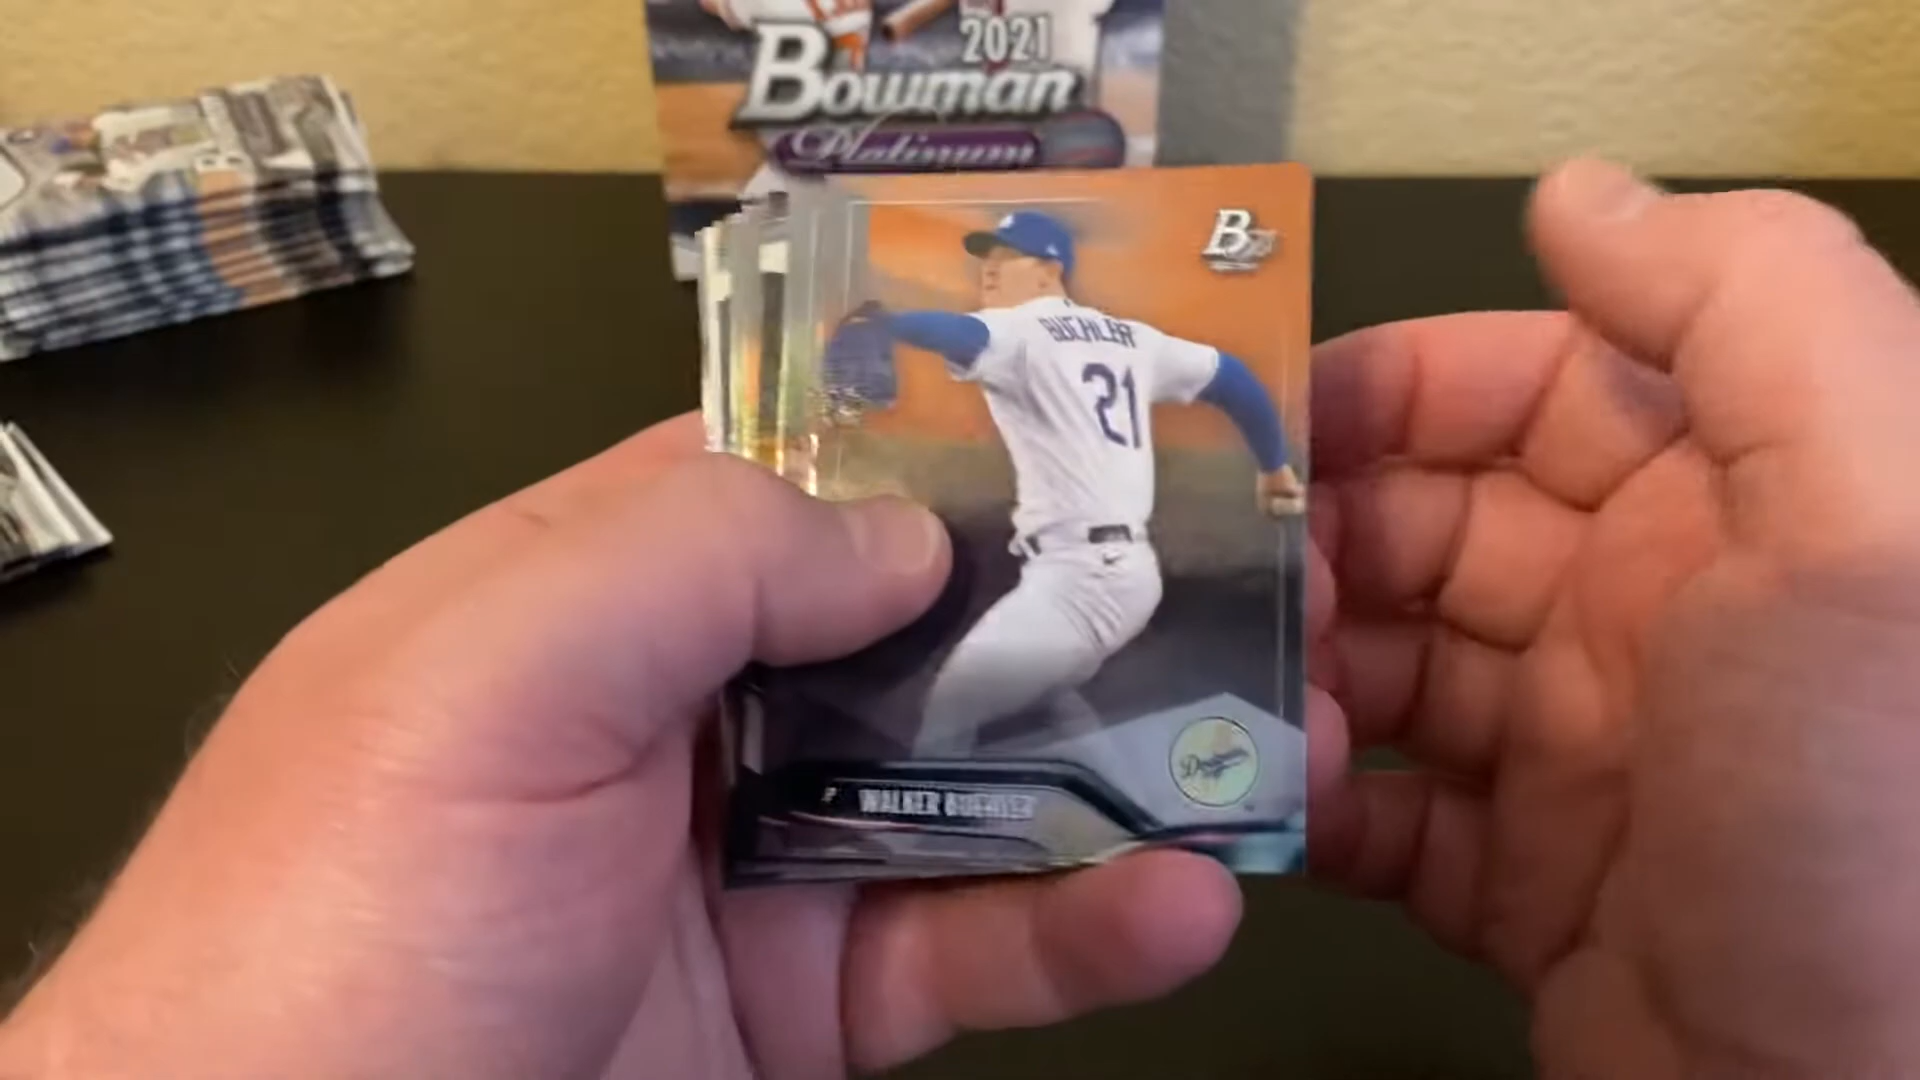 2021
Bowman
Platinum
B
BUEHLER
21
Dodgers
P WALKER BUEHLER